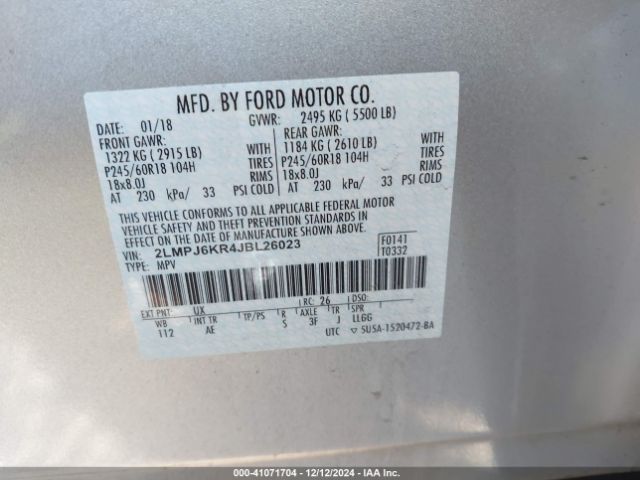 MFD. BY FORD MOTOR CO.
DATE: 01/18 GVWR: 2495 KG ( 5500 LB)
FRONT GAWR: REAR GAWR:
1322 KG ( 2915 LB) WITH 1184 KG ( 2610 LB) WITH
P245/60R18 104H TIRES P245/60R18 104H TIRES
18x8.0J RIMS 18x8.0J RIMS
AT 230 kPa/ 33 PSI COLD AT 230 kPa/ 33 PSI COLD
THIS VEHICLE CONFORMS TO ALL APPLICABLE FEDERAL MOTOR
VEHICLE SAFETY AND THEFT PREVENTION STANDARDS IN
EFFECT ON THE DATE OF MANUFACTURE SHOWN ABOVE.
VIN: 2LMPJ6KR4JBL26023 F0141
TYPE: MPV T0332
EXT PNT: UX RC: 26 DSO:
WB INT TR TP/PS R AXLE TR SPR
112 AE S 3F J LLGG
UTC ▽ 5U5A-1520472-BA
000-41071704 - 12/12/2024 - IAA Inc.